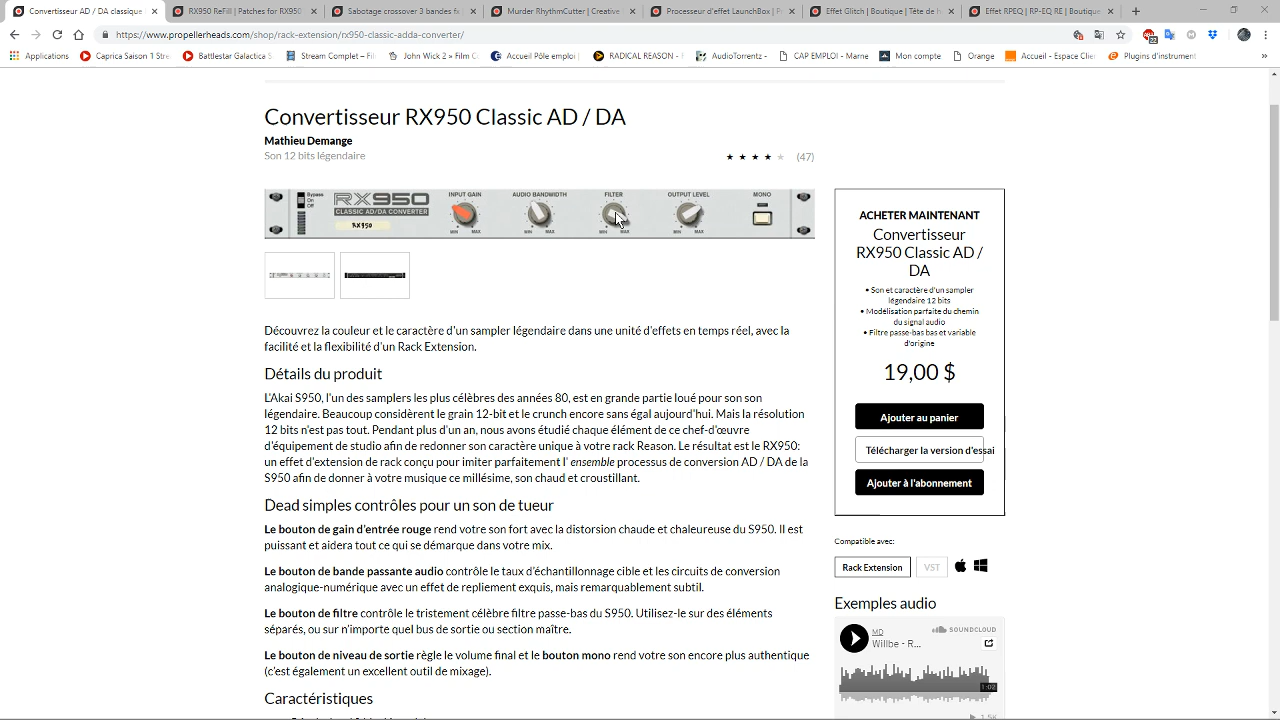 Convertisseur AD / DA classique
RX950 ReFill | Patches for RX950
Sabotage crossover 3 bandes
Murder RhythmCutter | Creative
Processeur d'effet LaunchBox | P
Effet Glitch | Boutique | Tête de
Effet RPEQ | RP-EQ RE | Boutique
https://www.propellerheads.com/shop/rack-extension/rx950-classic-adda-converter/
Applications
Caprica Saison 1 Stre
Battlestar Galactica S
Stream Complet – Fil
John Wick 2 » Film C
Accueil Pôle emploi |
RADICAL REASON - F
AudioTorrentz -
CAP EMPLOI - Marne
Mon compte
Orange
Accueil - Espace Clie
Plugins d'instrument
»
Convertisseur RX950 Classic AD / DA
Mathieu Demange
Son 12 bits légendaire
(47)
Bypass
On
Off
RX950
CLASSIC AD/DA CONVERTER
RX950
INPUT GAIN
AUDIO BANDWIDTH
FILTER
OUTPUT LEVEL
MONO
MIN MAX
MIN MAX
MIN MAX
MIN MAX
Découvrez la couleur et le caractère d'un sampler légendaire dans une unité d'effets en temps réel, avec la
facilité et la flexibilité d'un Rack Extension.
Détails du produit
L'Akai S950, l'un des samplers les plus célèbres des années 80, est en grande partie loué pour son son
légendaire. Beaucoup considèrent le grain 12-bit et le crunch encore sans égal aujourd'hui. Mais la résolution
12 bits n'est pas tout. Pendant plus d'un an, nous avons étudié chaque élément de ce chef-d'œuvre
d'équipement de studio afin de redonner son caractère unique à votre rack Reason. Le résultat est le RX950:
un effet d'extension de rack conçu pour imiter parfaitement l' ensemble processus de conversion AD / DA de la
S950 afin de donner à votre musique ce millésime, son chaud et croustillant.
Dead simples contrôles pour un son de tueur
Le bouton de gain d'entrée rouge rend votre son fort avec la distorsion chaude et chaleureuse du S950. Il est
puissant et aidera tout ce qui se démarque dans votre mix.
Le bouton de bande passante audio contrôle le taux d'échantillonnage cible et les circuits de conversion
analogique-numérique avec un effet de repliement exquis, mais remarquablement subtil.
Le bouton de filtre contrôle le tristement célèbre filtre passe-bas du S950. Utilisez-le sur des éléments
séparés, ou sur n'importe quel bus de sortie ou section maître.
Le bouton de niveau de sortie règle le volume final et le bouton mono rend votre son encore plus authentique
(c'est également un excellent outil de mixage).
Caractéristiques
ACHETER MAINTENANT
Convertisseur
RX950 Classic AD /
DA
• Son et caractère d'un sampler
légendaire 12 bits
• Modélisation parfaite du chemin
du signal audio
• Filtre passe-bas bas et variable
d'origine
19,00 $
Ajouter au panier
Télécharger la version d'essai
Ajouter à l'abonnement
Compatible avec:
Rack Extension
VST
Exemples audio
MD
Willbe - R...
SOUNDCLOUD
1:02
1.5K